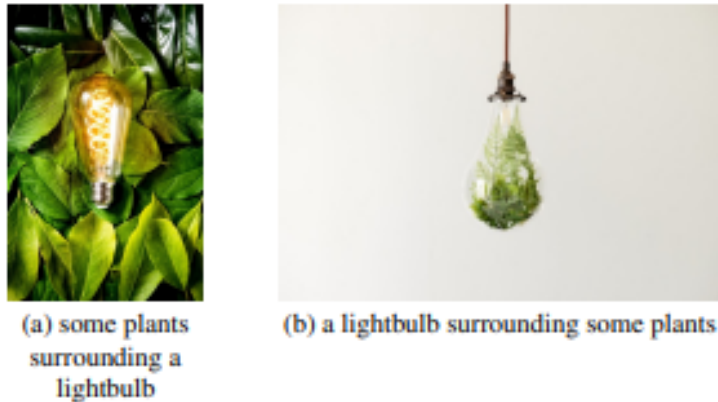 (a) some plants
surrounding a
lightbulb
(b) a lightbulb surrounding some plants